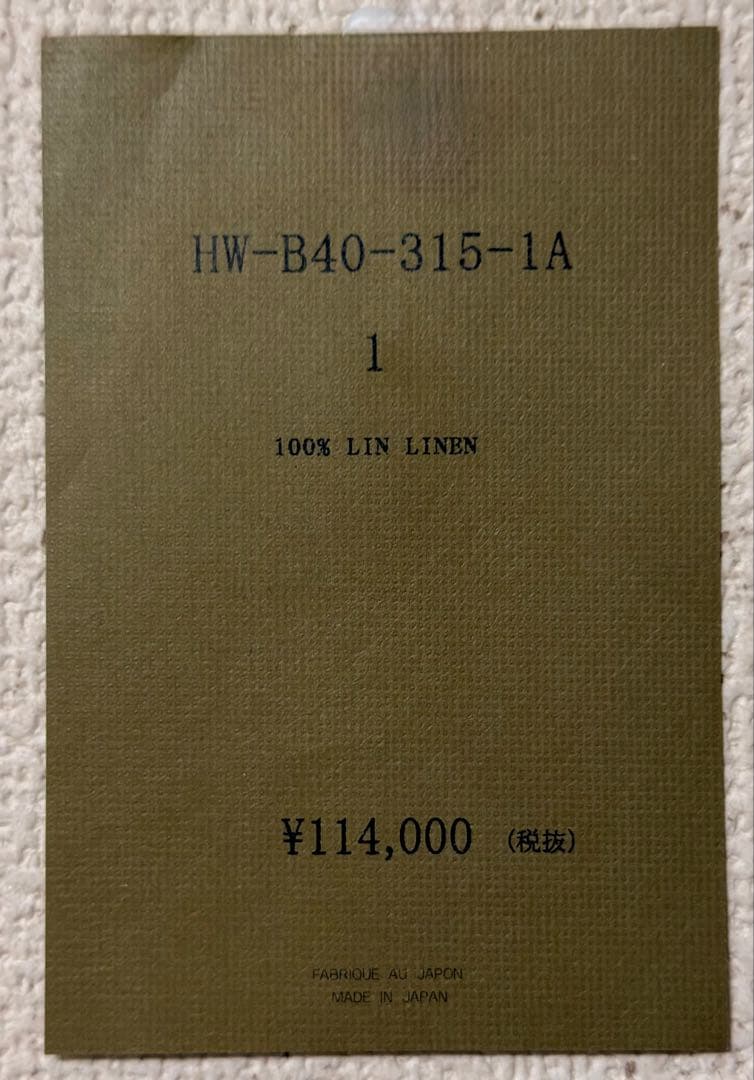 HW-B40-315-1A
1
100% LIN LINEN
¥114,000 (税抜)
FABRIQUE AU JAPON
MADE IN JAPAN